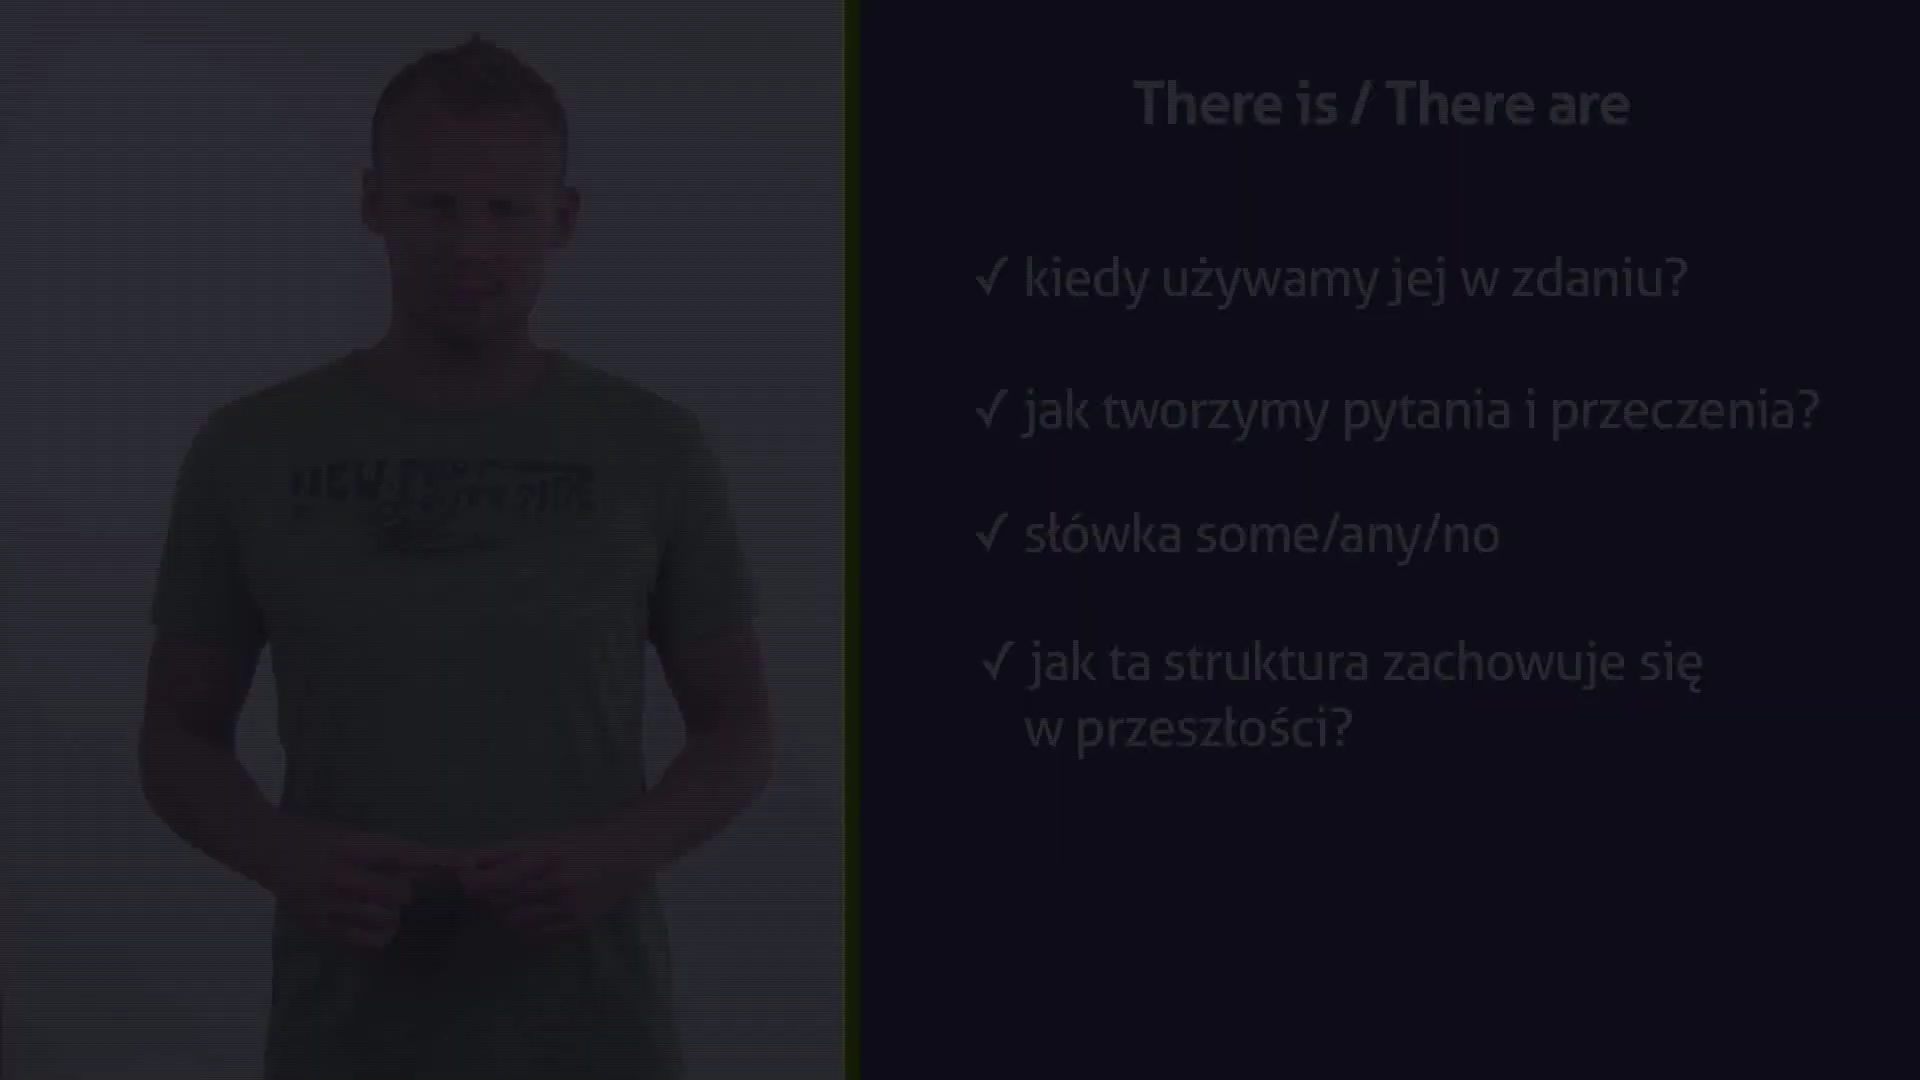 There is / There are
✓ kiedy używamy jej w zdaniu?
✓ jak tworzymy pytania i przeczenia?
✓ słówka some/any/no
✓ jak ta struktura zachowuje się
w przeszłości?